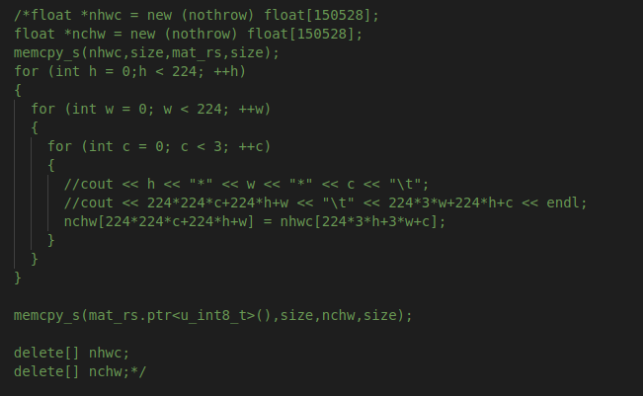 /*float *nhwc = new (nothrow) float[150528];
float *nchw = new (nothrow) float[150528];
memcpy_s(nhwc,size,mat_rs,size);
for (int h = 0;h < 224; ++h)
{
for (int w = 0; w < 224; ++w)
{
for (int c = 0; c < 3; ++c)
{
//cout << h << "*" << w << "*" << c << "\t";
//cout << 224*224*c+224*h+w << "\t" << 224*3*w+224*h+c << endl;
nchw[224*224*c+224*h+w] = nhwc[224*3*h+3*w+c];
}
}
}
memcpy_s(mat_rs.ptr<u_int8_t>(),size,nchw,size);
delete[] nhwc;
delete[] nchw;*/